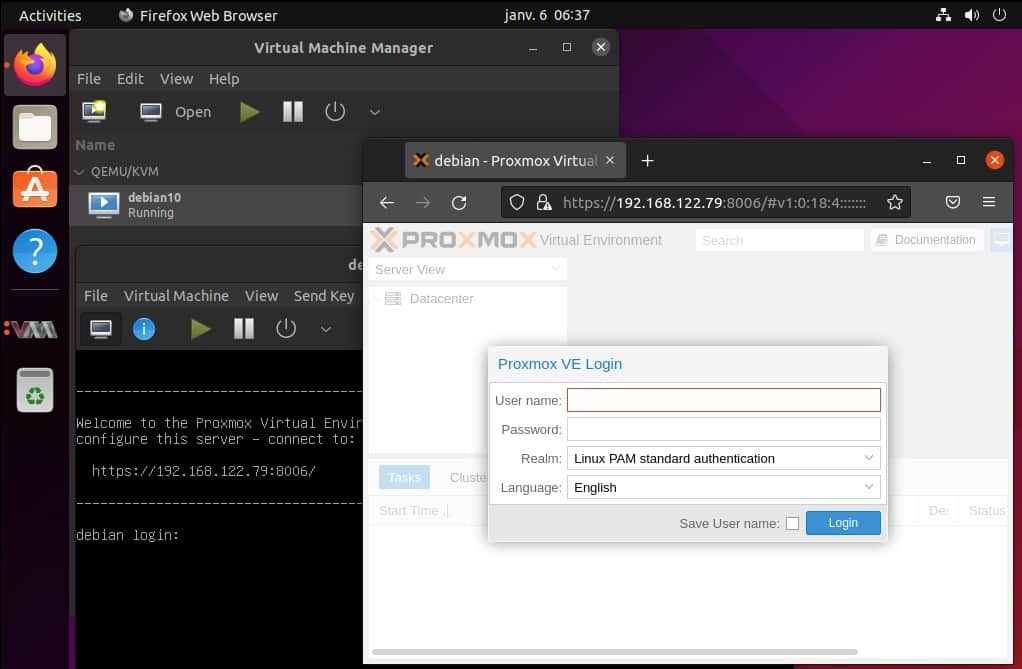 Activities Firefox Web Browser janv. 6 06:37
Virtual Machine Manager
File Edit View Help
Open
Name
QEMU/KVM
debian10
Running
File Virtual Machine View Send Key
Welcome to the Proxmox Virtual
configure this server - connect to:
https://192.168.122.79:8006/
debian login:
debian - Proxmox Virtual
https://192.168.122.79:8006/#v1:0:18:4:::::::
PROXMOX Virtual Environment Search Documentation
Server View
Datacenter
Proxmox VE Login
User name:
Password:
Realm: Linux PAM standard authentication
Language: English
Save User name: Login
Tasks Cluste
Start Time Des Status